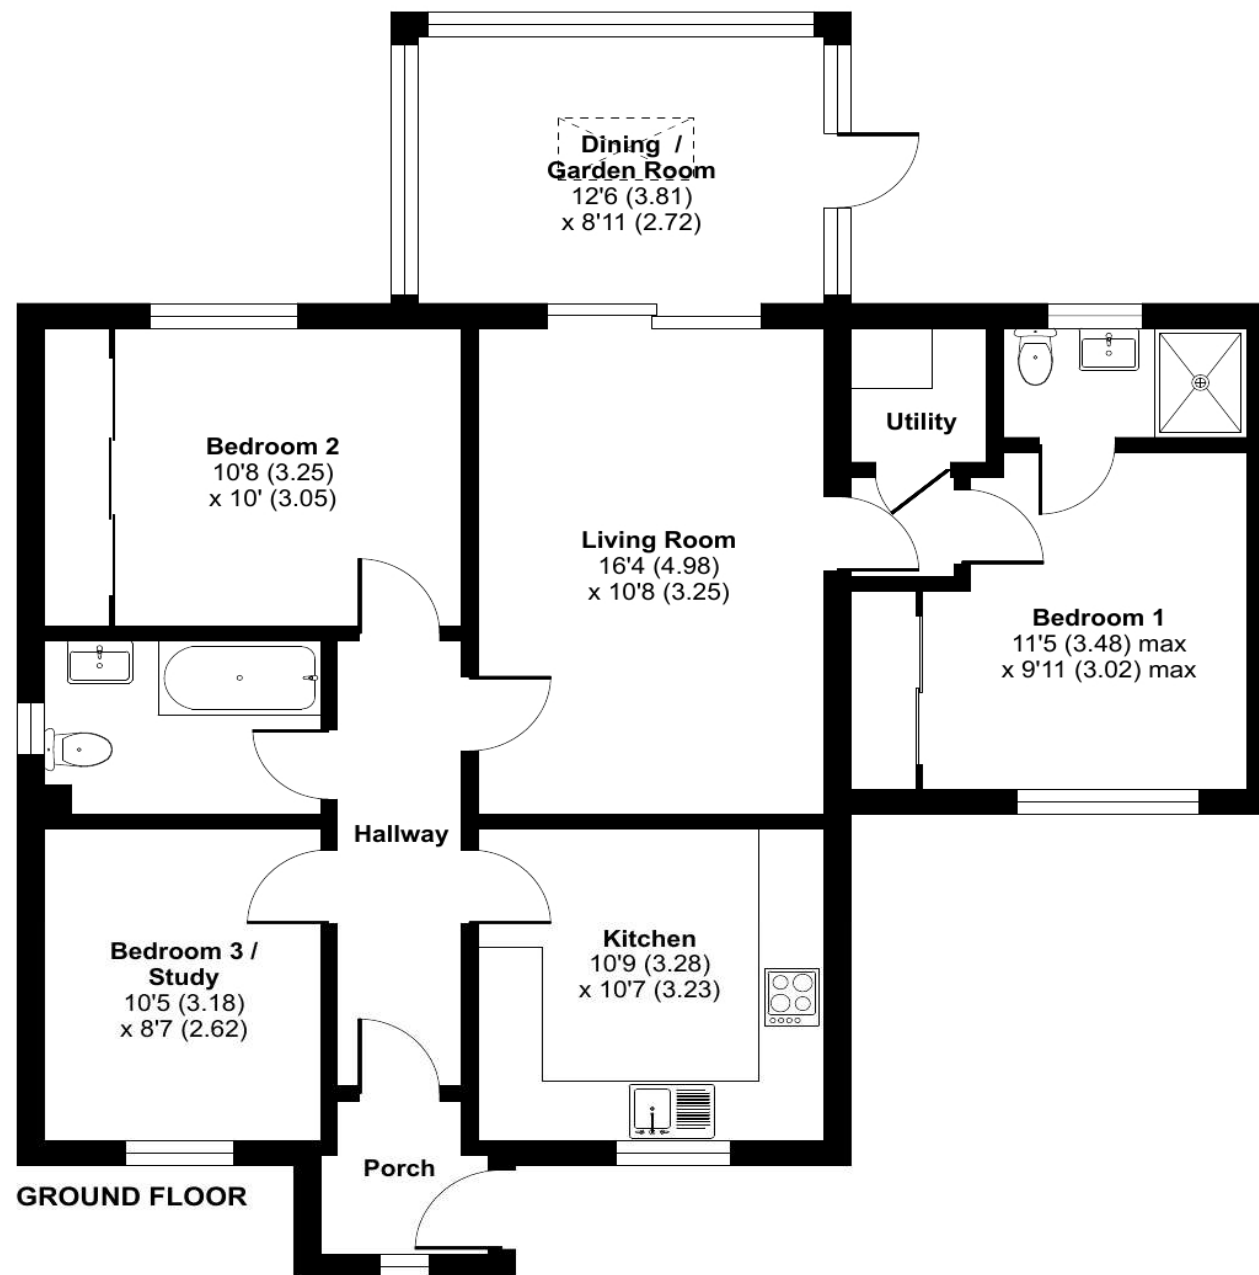 Dining /
Garden Room
12'6 (3.81)
x 8'11 (2.72)
Bedroom 2
10'8 (3.25)
x 10' (3.05)
Utility
Living Room
16'4 (4.98)
x 10'8 (3.25)
Bedroom 1
11'5 (3.48) max
x 9'11 (3.02) max
Hallway
Bedroom 3 /
Study
10'5 (3.18)
x 8'7 (2.62)
Kitchen
10'9 (3.28)
x 10'7 (3.23)
Porch
GROUND FLOOR